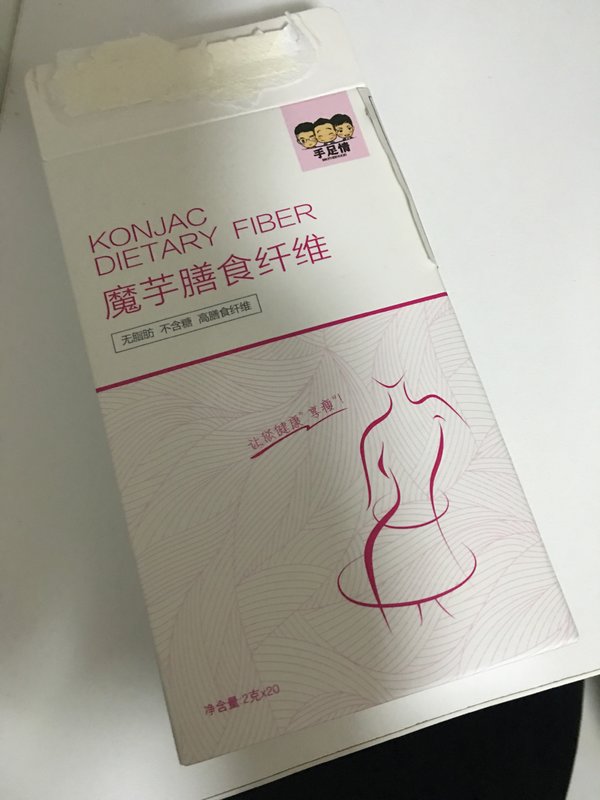 手足情
KONJAC
DIETARY FIBER
魔芋膳食纤维
无脂肪 不含糖 高膳食纤维
让欲健康"享瘦"!
净含量:2克x20